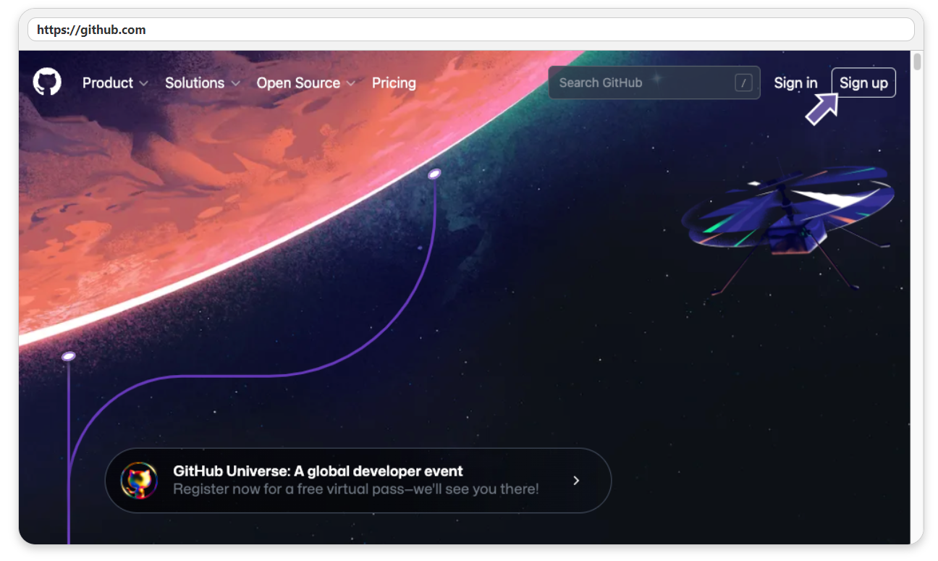 https://github.com
Product Solutions Open Source Pricing Search GitHub / Sign in Sign up
GitHub Universe: A global developer event
Register now for a free virtual pass—we'll see you there!